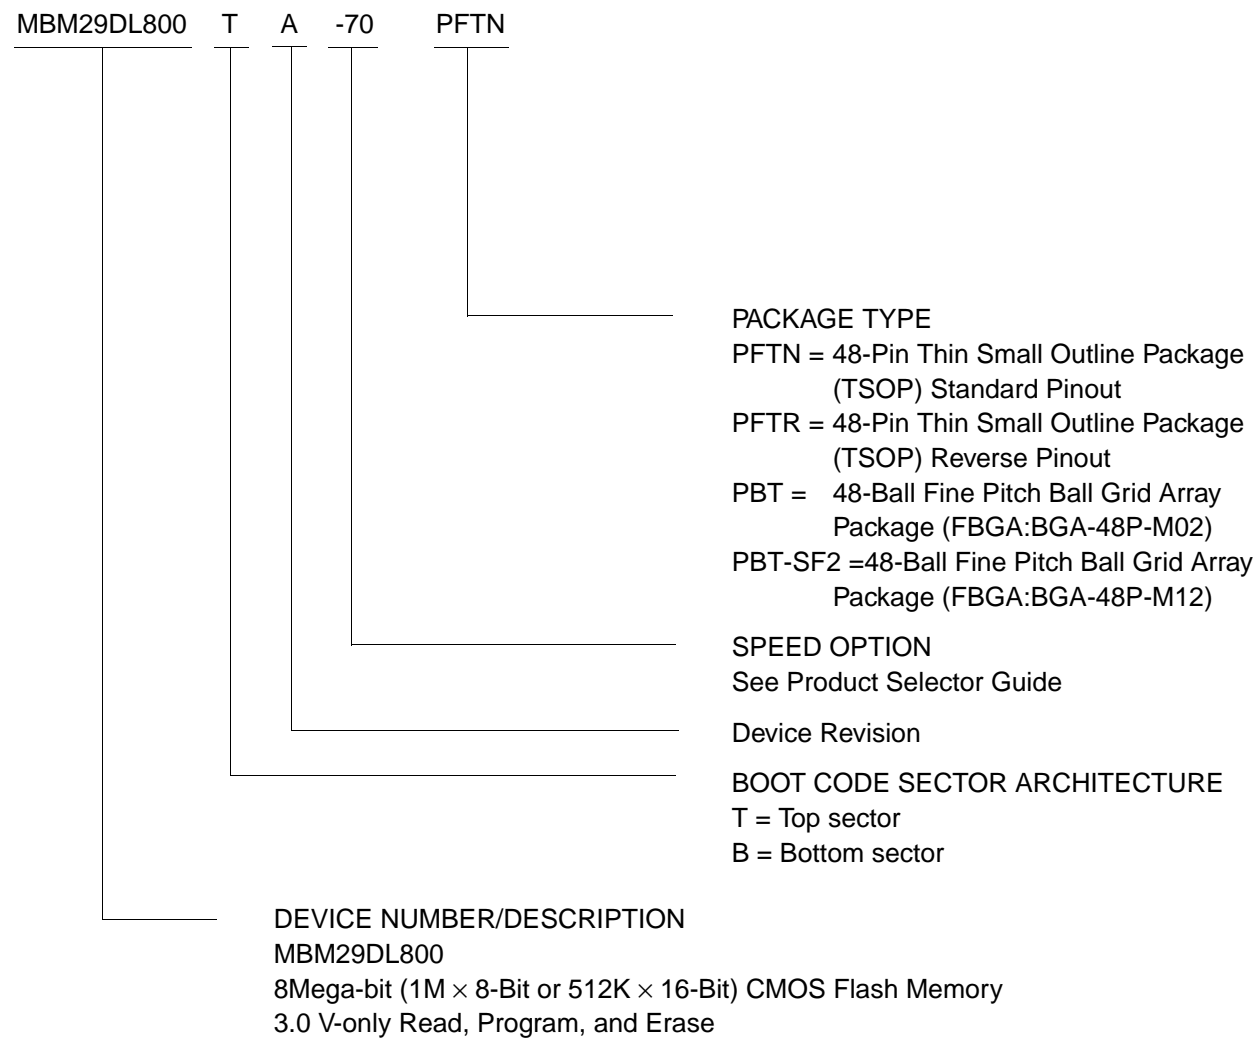 MBM29DL800 T A -70 PFTN
PACKAGE TYPE
PFTN = 48-Pin Thin Small Outline Package
(TSOP) Standard Pinout
PFTR = 48-Pin Thin Small Outline Package
(TSOP) Reverse Pinout
PBT = 48-Ball Fine Pitch Ball Grid Array
Package (FBGA:BGA-48P-M02)
PBT-SF2 =48-Ball Fine Pitch Ball Grid Array
Package (FBGA:BGA-48P-M12)
SPEED OPTION
See Product Selector Guide
Device Revision
BOOT CODE SECTOR ARCHITECTURE
T = Top sector
B = Bottom sector
DEVICE NUMBER/DESCRIPTION
MBM29DL800
8Mega-bit (1M × 8-Bit or 512K × 16-Bit) CMOS Flash Memory
3.0 V-only Read, Program, and Erase